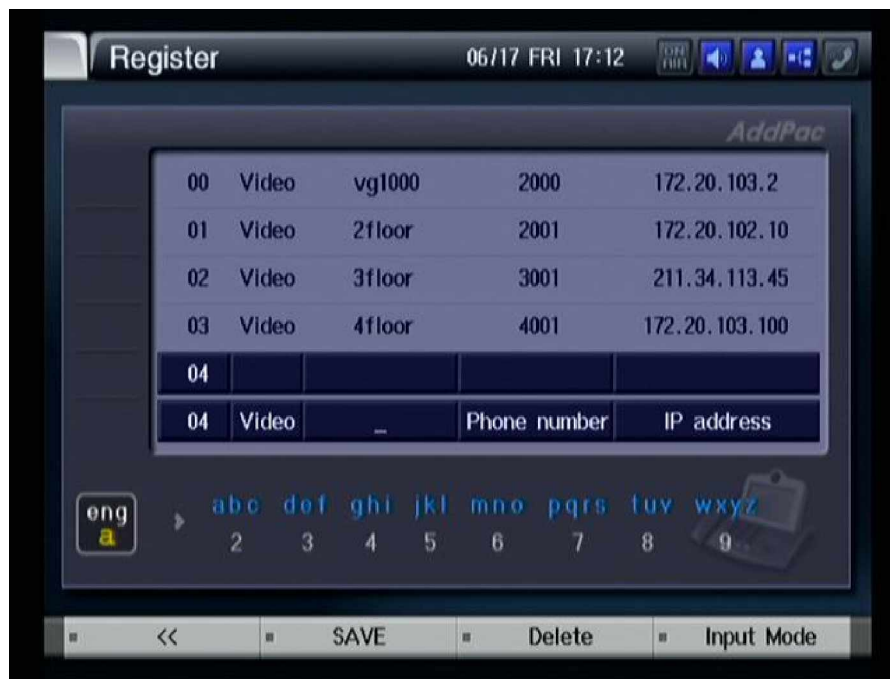 Register 06/17 FRI 17:12
AddPac
00 Video vg1000 2000 172.20.103.2
01 Video 2floor 2001 172.20.102.10
02 Video 3floor 3001 211.34.113.45
03 Video 4floor 4001 172.20.103.100
04
04 Video _ Phone number IP address
eng abc def ghi jkl mno pqrs tuv wxyz
a 2 3 4 5 6 7 8 9
<< SAVE Delete Input Mode